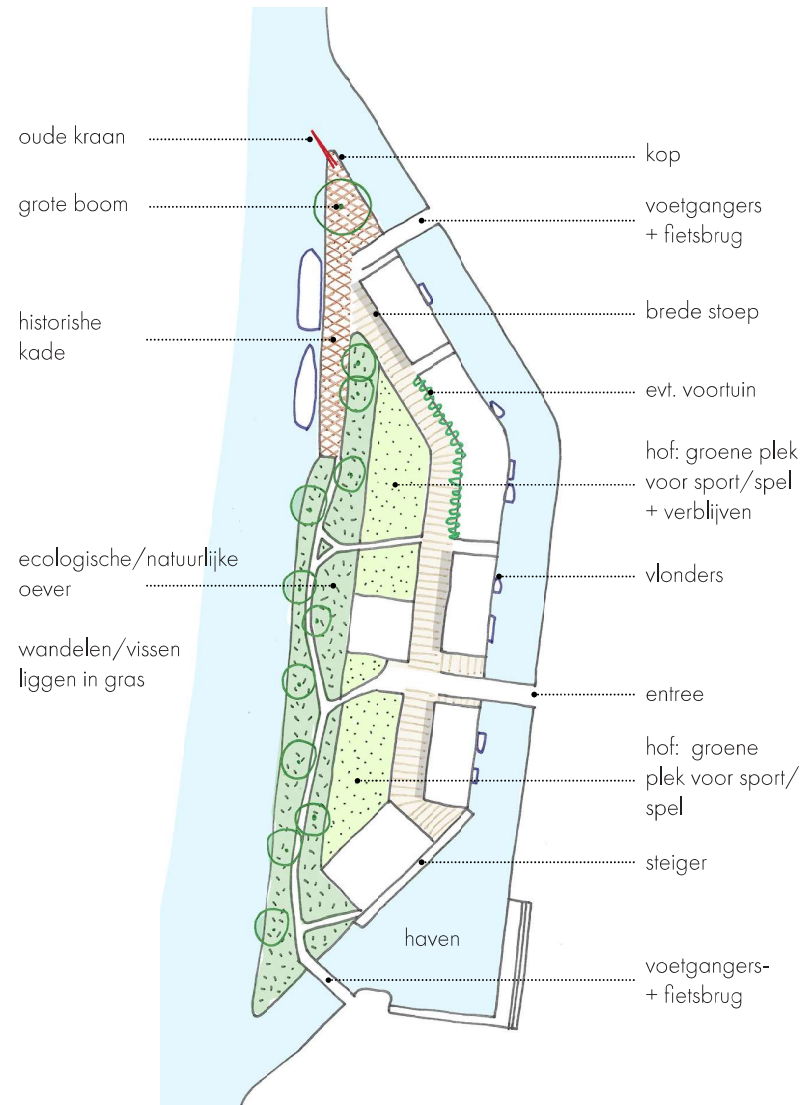 oude kraan
grote boom
historishe
kade
ecologische/natuurlijke
oever
wandelen/vissen
liggen in gras
kop
voetgangers
+ fietsbrug
brede stoep
evt. voortuin
hof: groene plek
voor sport/spel
+ verblijven
vlonders
entree
hof: groene
plek voor sport/
spel
steiger
haven
voetgangers-
+ fietsbrug